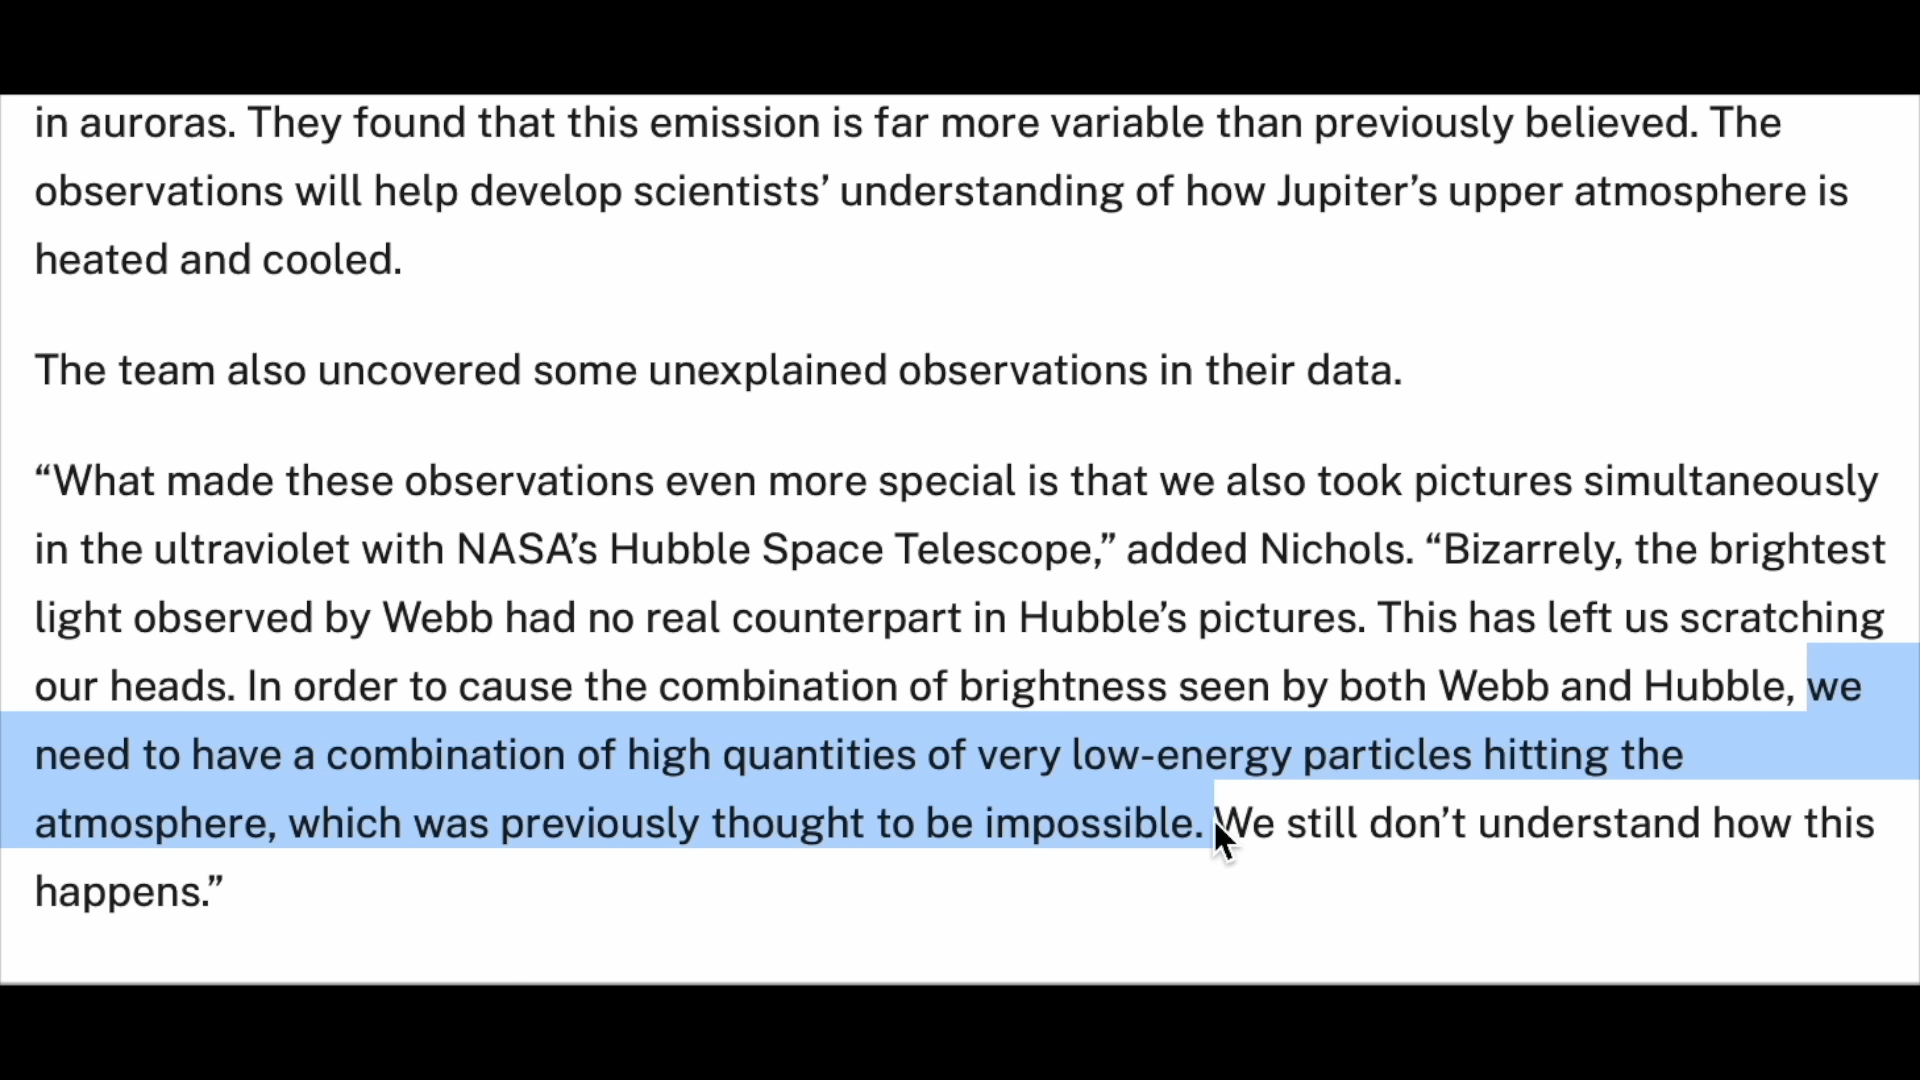 in auroras. They found that this emission is far more variable than previously believed. The
observations will help develop scientists’ understanding of how Jupiter’s upper atmosphere is
heated and cooled.
The team also uncovered some unexplained observations in their data.
“What made these observations even more special is that we also took pictures simultaneously
in the ultraviolet with NASA’s Hubble Space Telescope,” added Nichols. “Bizarrely, the brightest
light observed by Webb had no real counterpart in Hubble’s pictures. This has left us scratching
our heads. In order to cause the combination of brightness seen by both Webb and Hubble, we
need to have a combination of high quantities of very low-energy particles hitting the
atmosphere, which was previously thought to be impossible. We still don’t understand how this
happens.”